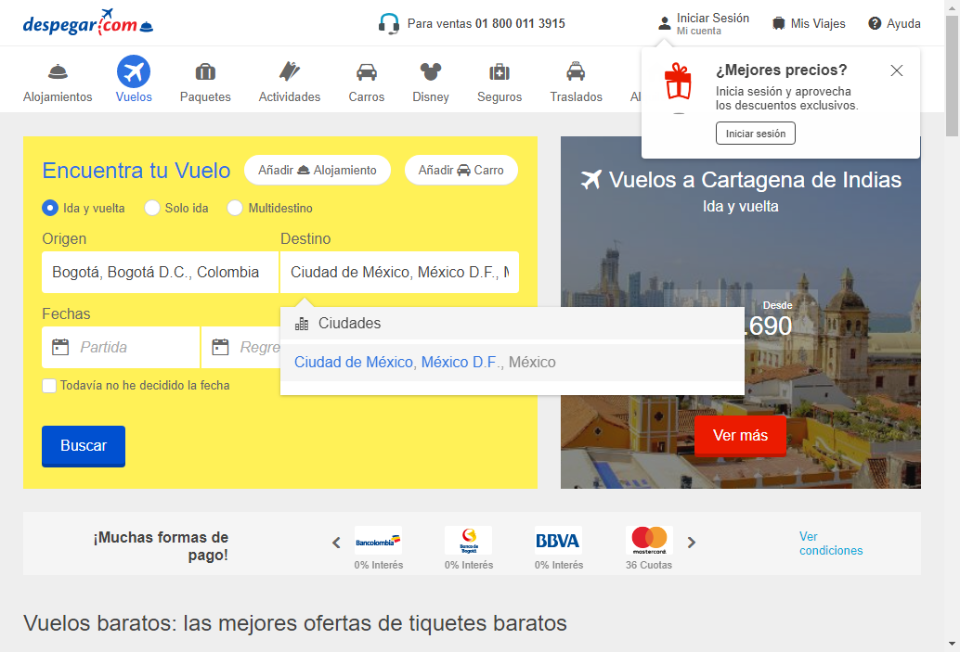 despegar.com
Para ventas 01 800 011 3915
Iniciar Sesión
Mi cuenta
Mis Viajes
Ayuda
Alojamientos
Vuelos
Paquetes
Actividades
Carros
Disney
Seguros
Traslados
¿Mejores precios?
Inicia sesión y aprovecha
los descuentos exclusivos.
Iniciar sesión
Encuentra tu Vuelo
Añadir Alojamiento
Añadir Carro
Ida y vuelta
Solo ida
Multidestino
Origen
Destino
Bogotá, Bogotá D.C., Colombia
Ciudad de México, México D.F., M
Fechas
Partida
Regre
Todavía no he decidido la fecha
Buscar
Ciudades
Ciudad de México, México D.F., México
Vuelos a Cartagena de Indias
Ida y vuelta
Desde
.690
Ver más
¡Muchas formas de
pago!
Bancolombia
0% Interés
Banco de
Bogotá
0% Interés
BBVA
0% Interés
mastercard
36 Cuotas
Ver
condiciones
Vuelos baratos: las mejores ofertas de tiquetes baratos